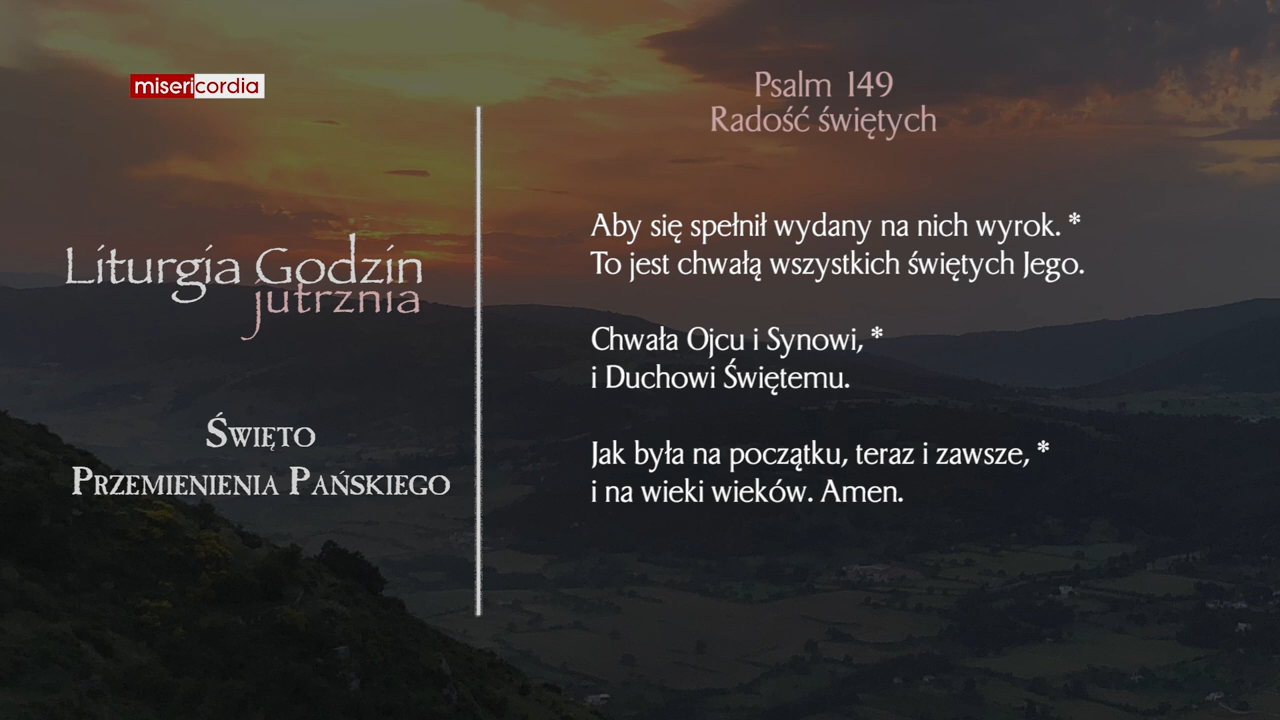 misericordia
Liturgia Godzin
jutrznia
Święto
Przemienienia Pańskiego
Psalm 149
Radość świętych
Aby się spełnił wydany na nich wyrok. *
To jest chwałą wszystkich świętych Jego.
Chwała Ojcu i Synowi, *
i Duchowi Świętemu.
Jak była na początku, teraz i zawsze, *
i na wieki wieków. Amen.